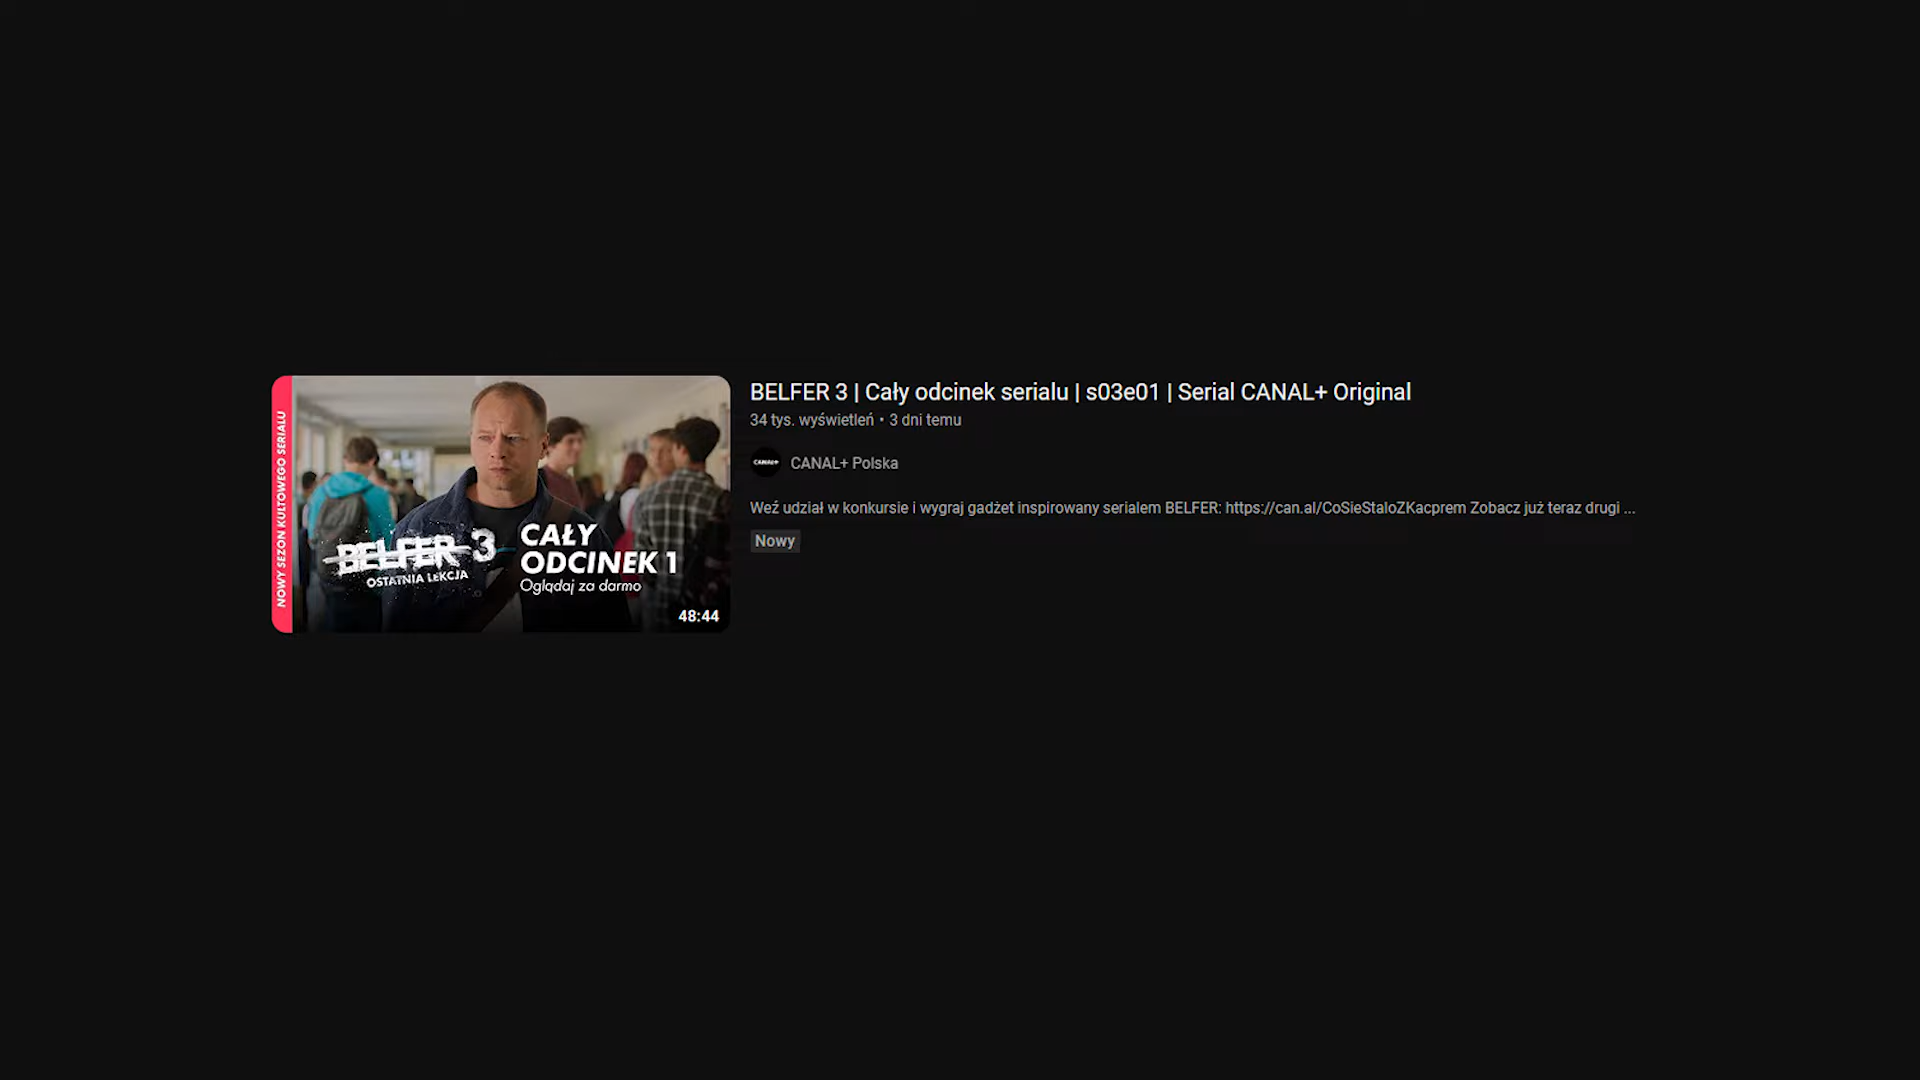 NOWY SEZON KULTOWEGO SERIALU
BELFER 3
OSTATNIA LEKCJA
CAŁY
ODCINEK 1
Oglądaj za darmo
48:44
BELFER 3 | Cały odcinek serialu | s03e01 | Serial CANAL+ Original
34 tys. wyświetleń • 3 dni temu
CANAL+
CANAL+ Polska
Weź udział w konkursie i wygraj gadżet inspirowany serialem BELFER: https://can.al/CoSieStaloZKacprem Zobacz już teraz drugi ...
Nowy